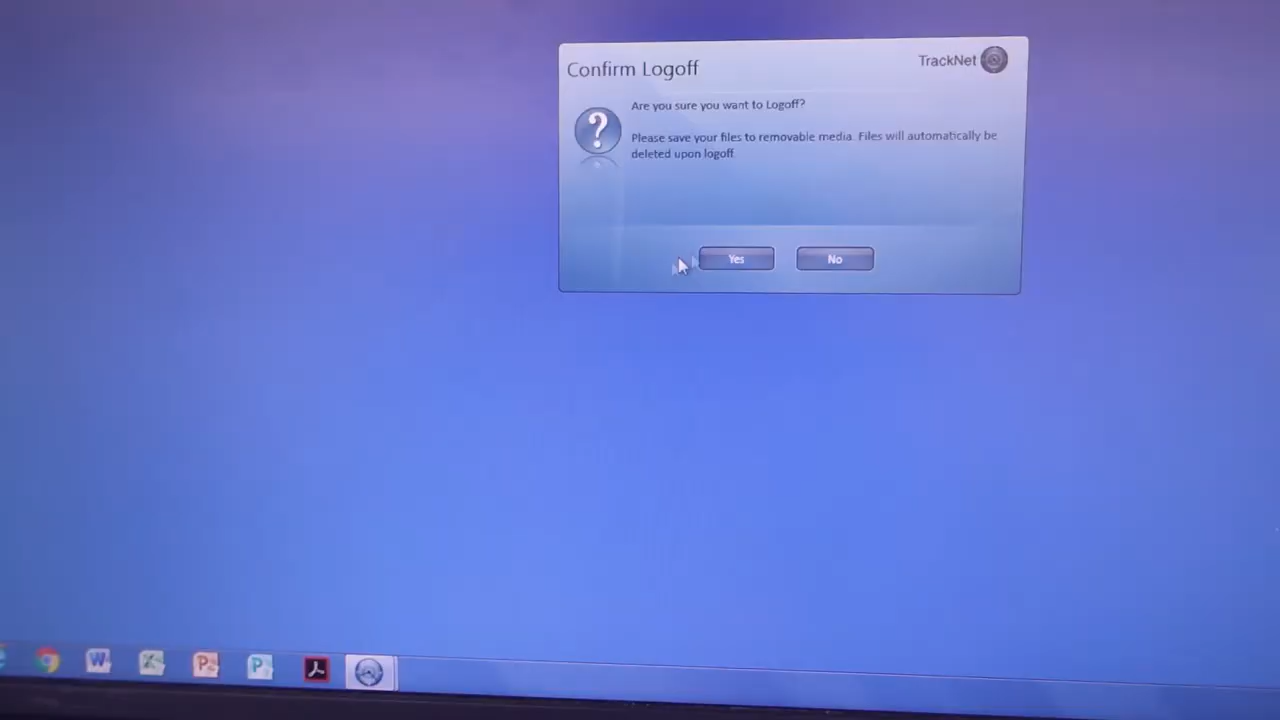 Confirm Logoff
TrackNet
Are you sure you want to Logoff?
Please save your files to removable media. Files will automatically be
deleted upon logoff
Yes
No